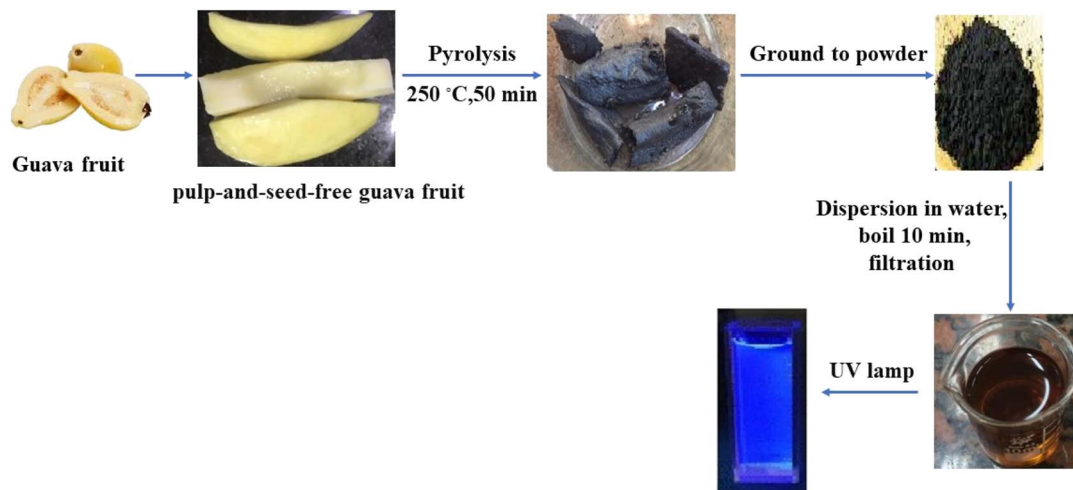 Guava fruit
pulp-and-seed-free guava fruit
Pyrolysis
250 °C,50 min
Ground to powder
Dispersion in water,
boil 10 min,
filtration
UV lamp